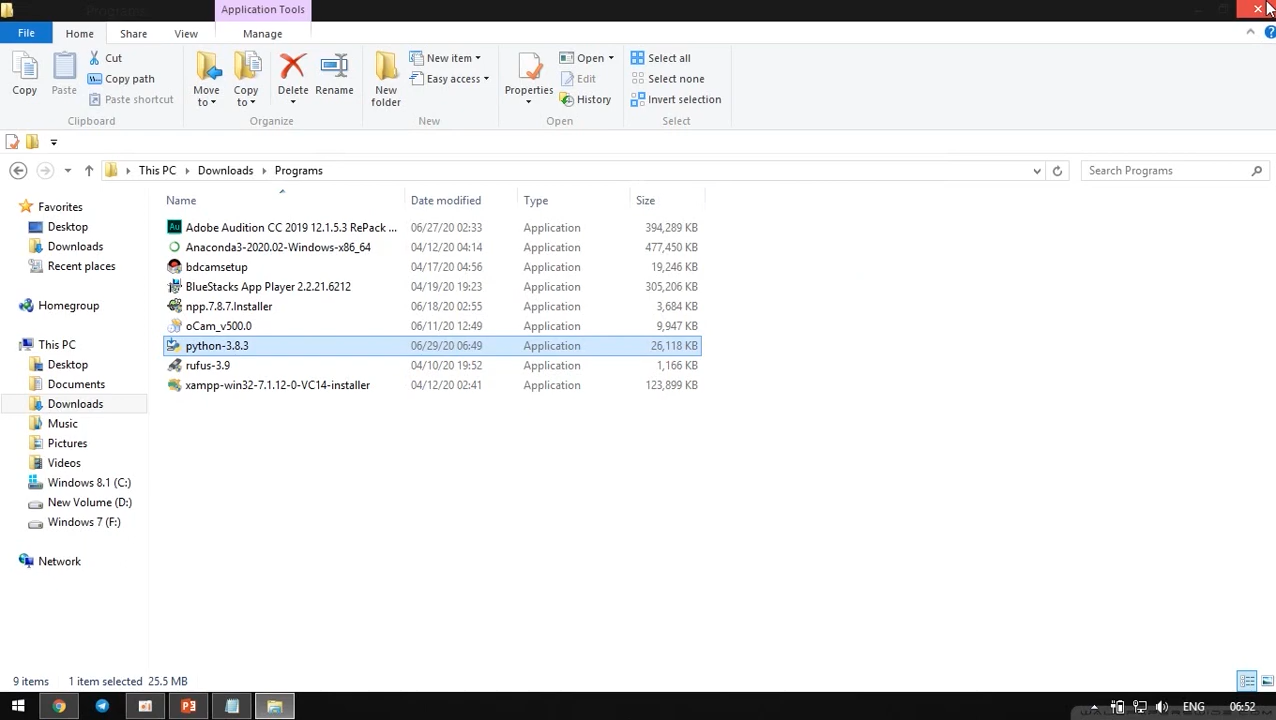 Programs
Application Tools
File
Home
Share
View
Manage
Copy
Paste
Cut
Copy path
Paste shortcut
Clipboard
Move to
Copy to
Delete
Rename
Organize
New folder
New item
Easy access
New
Properties
Open
Edit
History
Open
Select all
Select none
Invert selection
Select
This PC
Downloads
Programs
Search Programs
Name
Date modified
Type
Size
Adobe Audition CC 2019 12.1.5.3 RePack ... 06/27/20 02:33 Application 394,289 KB
Anaconda3-2020.02-Windows-x86_64 04/12/20 04:14 Application 477,450 KB
bdcamsetup 04/17/20 04:56 Application 19,246 KB
BlueStacks App Player 2.2.21.6212 04/19/20 19:23 Application 305,206 KB
npp.7.8.7.Installer 06/18/20 02:55 Application 3,684 KB
oCam_v500.0 06/11/20 12:49 Application 9,947 KB
python-3.8.3 06/29/20 06:49 Application 26,118 KB
rufus-3.9 04/10/20 19:52 Application 1,166 KB
xampp-win32-7.1.12-0-VC14-installer 04/12/20 02:41 Application 123,899 KB
Favorites
Desktop
Downloads
Recent places
Homegroup
This PC
Desktop
Documents
Downloads
Music
Pictures
Videos
Windows 8.1 (C:)
New Volume (D:)
Windows 7 (F:)
Network
9 items 1 item selected 25.5 MB
ENG
06:52